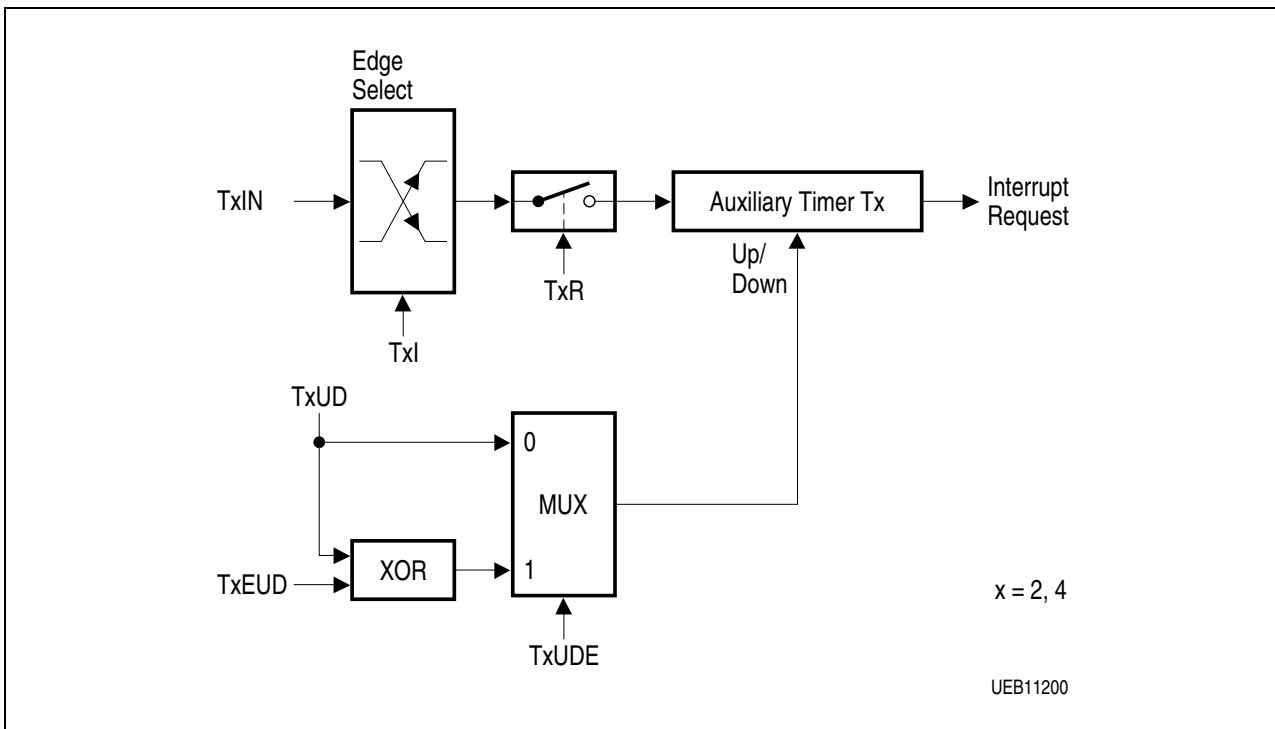 Edge
Select
TxIN
Auxiliary Timer Tx
Interrupt
Request
Up/
Down
TxR
TxI
TxUD
0
MUX
XOR
1
TxEUD
x = 2, 4
TxUDE
UEB11200